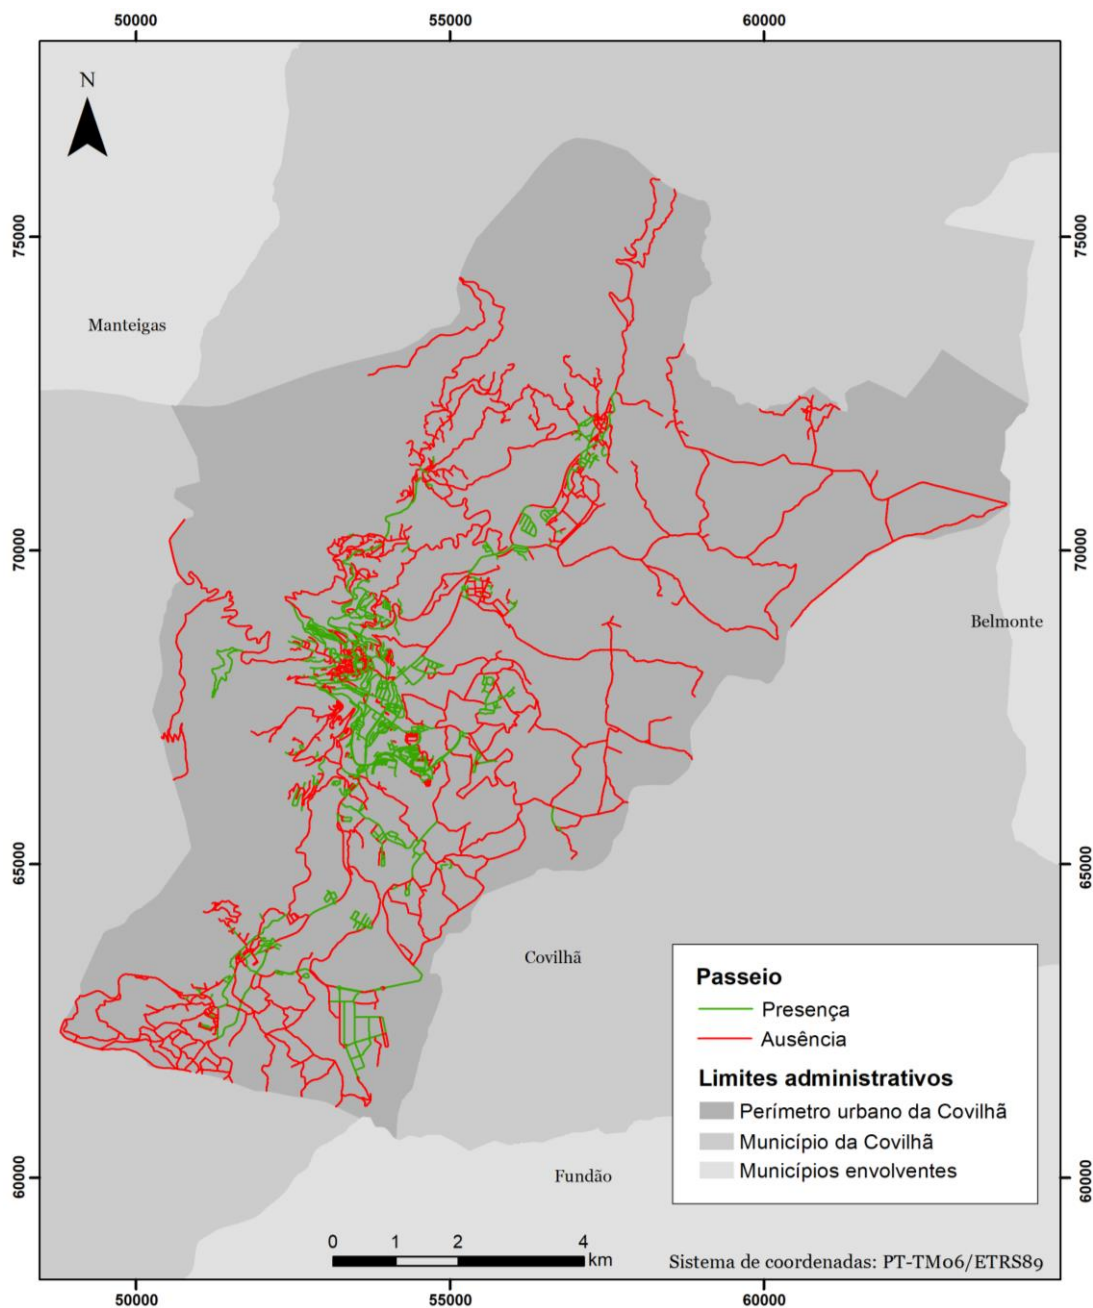 50000 55000 60000
N
75000 75000
Manteigas
70000 70000
Belmonte
65000 65000
Covilhã
Passeio
Presença
Ausência
Limites administrativos
Perímetro urbano da Covilhã
Município da Covilhã
Municípios envolventes
60000 60000
Fundão
0 1 2 4
km
Sistema de coordenadas: PT-TM06/ETRS89
50000 55000 60000